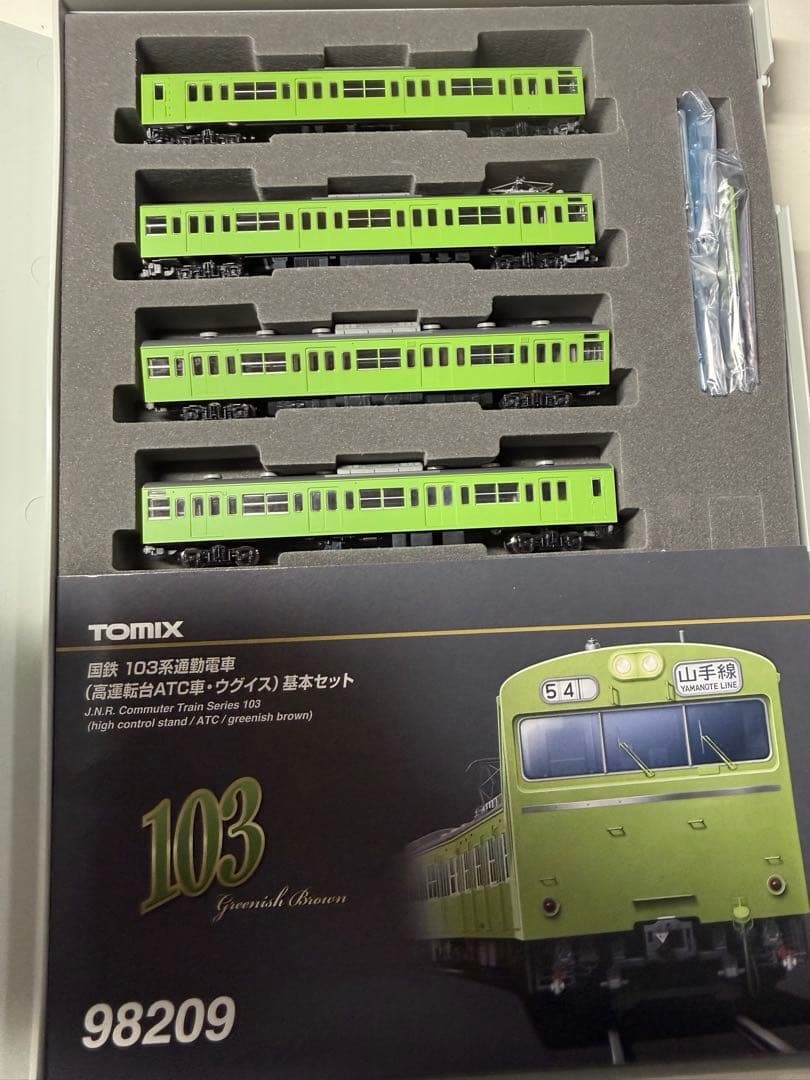 TOMIX
国鉄 103系通勤電車
(高運転台ATC車・ウグイス)基本セット
J.N.R. Commuter Train Series 103
(high control stand / ATC / greenish brown)
54
山手線
YAMANOTE LINE
103
Greenish Brown
98209